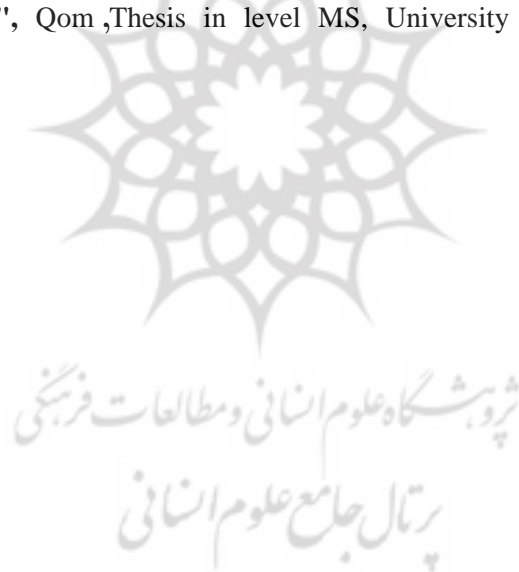 ", Qom ,Thesis in level MS, University
پژوهشگاه علوم انسانی و مطالعات فرهنگی
پرتال جامع علوم انسانی